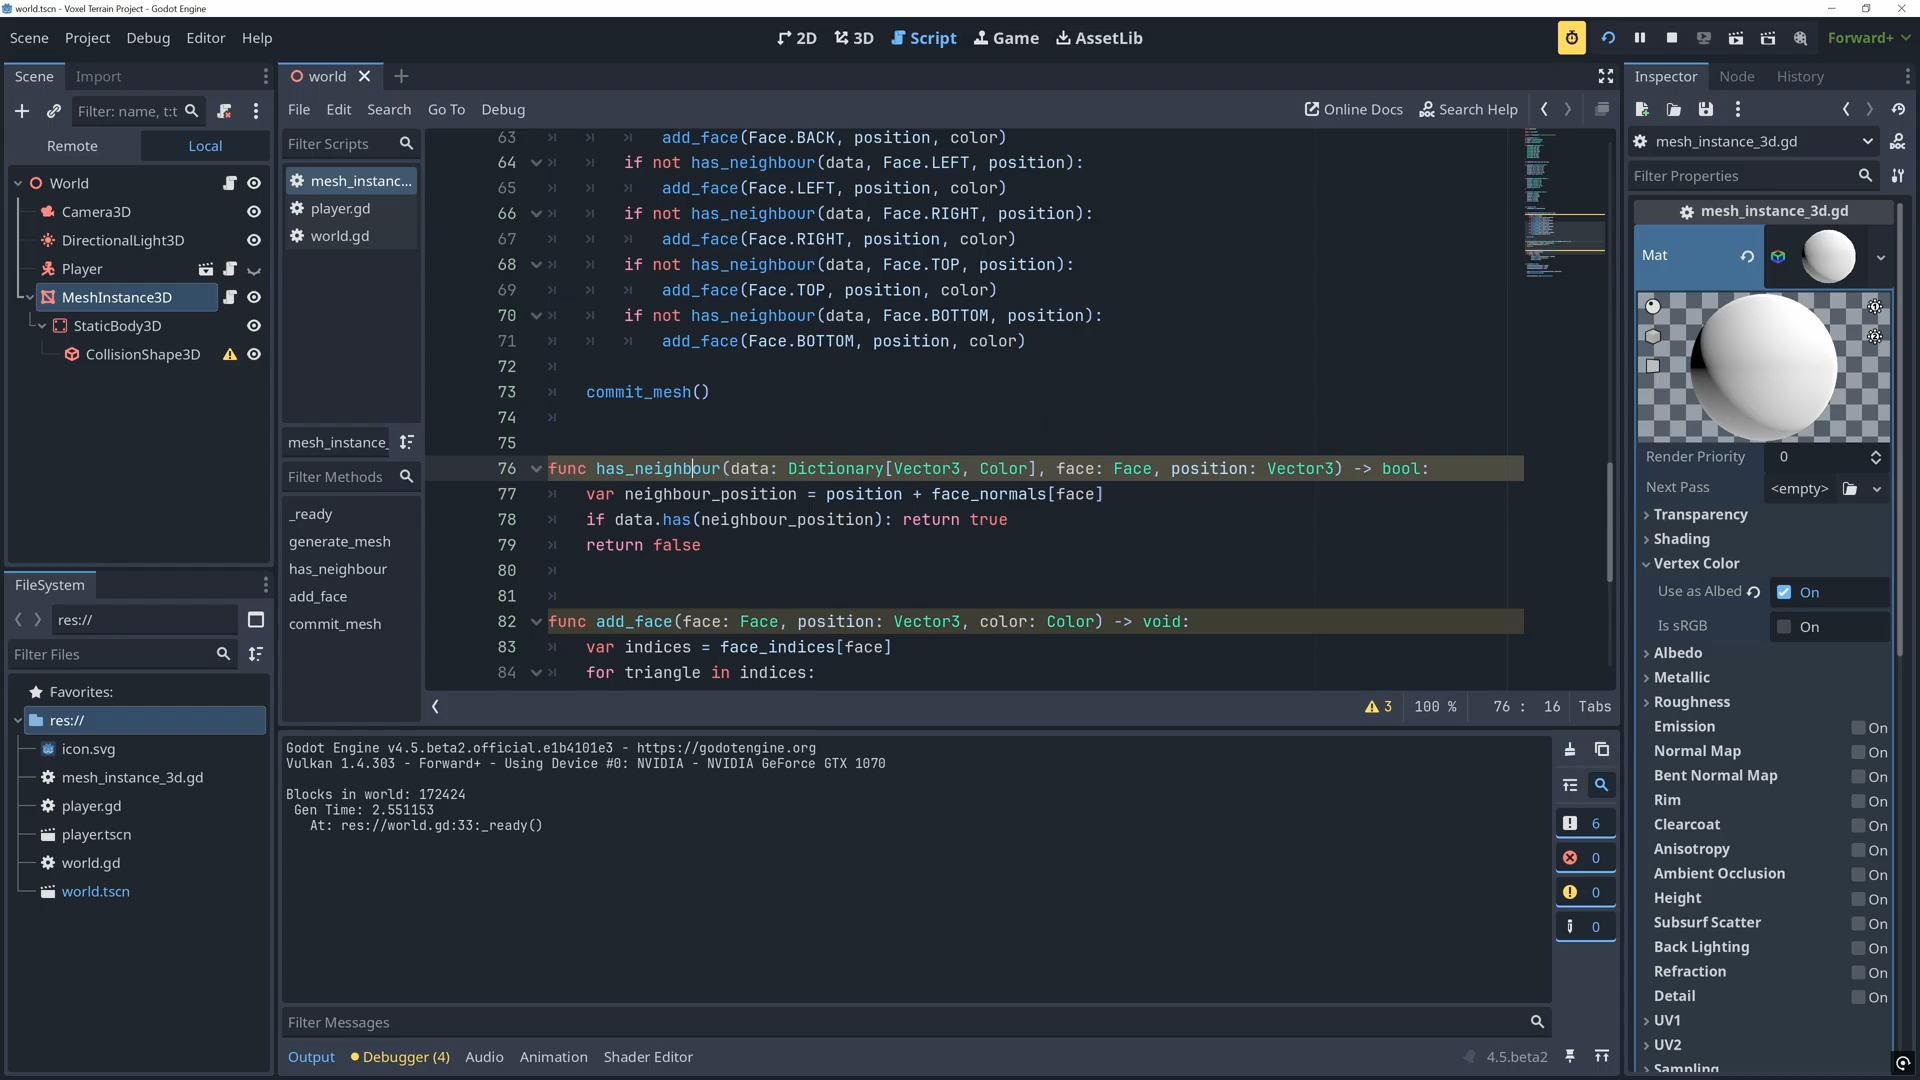 world.tscn - Voxel Terrain Project - Godot Engine
Scene Project Debug Editor Help
2D 3D Script Game AssetLib
Forward+
Scene Import
Filter: name, t:t
Remote Local
World
Camera3D
DirectionalLight3D
Player
MeshInstance3D
StaticBody3D
CollisionShape3D
FileSystem
res://
Filter Files
Favorites:
res://
icon.svg
mesh_instance_3d.gd
player.gd
player.tscn
world.gd
world.tscn
world
File Edit Search Go To Debug
Online Docs Search Help
Filter Scripts
mesh_instanc...
player.gd
world.gd
mesh_instance_
Filter Methods
_ready
generate_mesh
has_neighbour
add_face
commit_mesh
63 add_face(Face.BACK, position, color)
64 if not has_neighbour(data, Face.LEFT, position):
65 add_face(Face.LEFT, position, color)
66 if not has_neighbour(data, Face.RIGHT, position):
67 add_face(Face.RIGHT, position, color)
68 if not has_neighbour(data, Face.TOP, position):
69 add_face(Face.TOP, position, color)
70 if not has_neighbour(data, Face.BOTTOM, position):
71 add_face(Face.BOTTOM, position, color)
72
73 commit_mesh()
74
75
76 func has_neighbour(data: Dictionary[Vector3, Color], face: Face, position: Vector3) -> bool:
77 var neighbour_position = position + face_normals[face]
78 if data.has(neighbour_position): return true
79 return false
80
81
82 func add_face(face: Face, position: Vector3, color: Color) -> void:
83 var indices = face_indices[face]
84 for triangle in indices:
3 100 % 76 : 16 Tabs
Godot Engine v4.5.beta2.official.e1b4101e3 - https://godotengine.org
Vulkan 1.4.303 - Forward+ - Using Device #0: NVIDIA - NVIDIA GeForce GTX 1070
Blocks in world: 172424
Gen Time: 2.551153
At: res://world.gd:33:_ready()
6
0
0
0
Filter Messages
Output Debugger (4) Audio Animation Shader Editor
4.5.beta2
Inspector Node History
mesh_instance_3d.gd
Filter Properties
mesh_instance_3d.gd
Mat
Render Priority 0
Next Pass <empty>
Transparency
Shading
Vertex Color
Use as Albed On
Is sRGB On
Albedo
Metallic
Roughness
Emission On
Normal Map On
Bent Normal Map On
Rim On
Clearcoat On
Anisotropy On
Ambient Occlusion On
Height On
Subsurf Scatter On
Back Lighting On
Refraction On
Detail On
UV1
UV2
Sampling